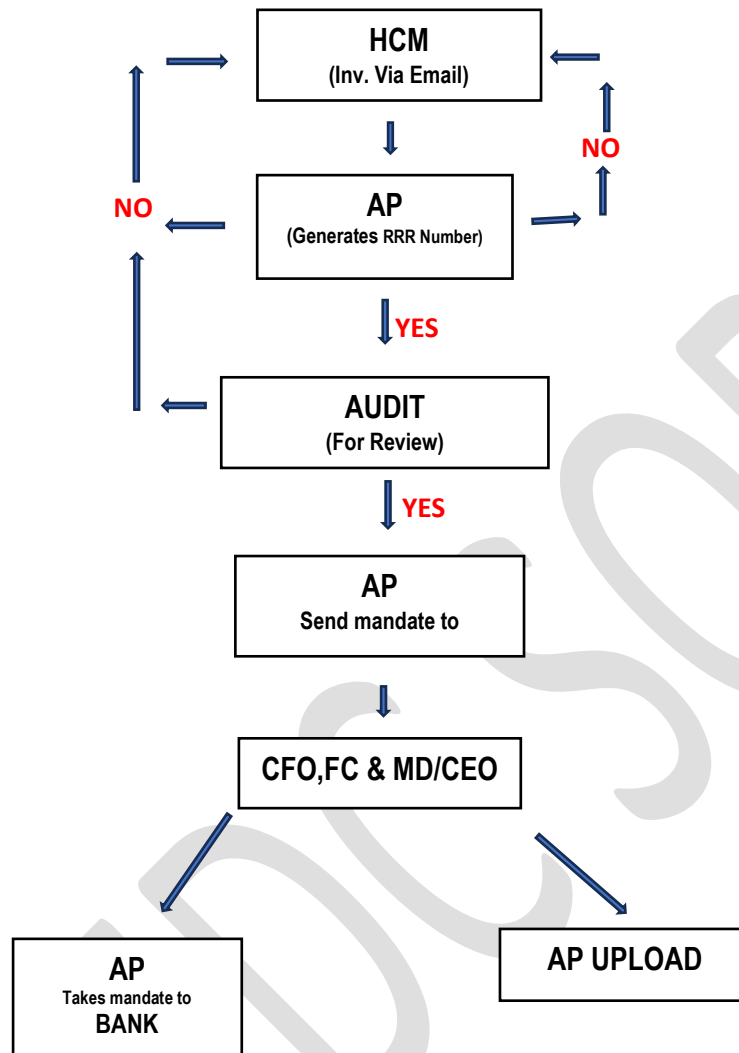 HCM
(Inv. Via Email)
NO
NO
AP
(Generates RRR Number)
YES
AUDIT
(For Review)
YES
AP
Send mandate to
CFO,FC & MD/CEO
AP
Takes mandate to
BANK
AP UPLOAD